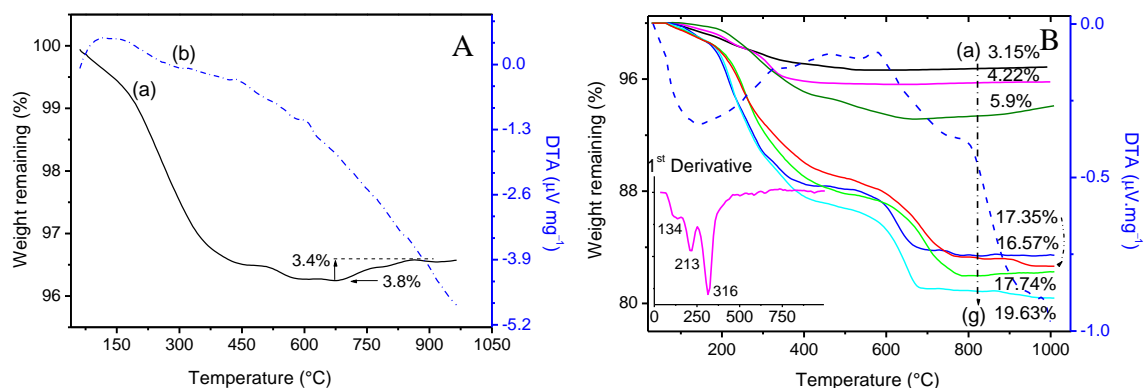 A
(b)
(a)
3.4%
3.8%
100
99
98
97
96
Weight remaining (%)
0.0
-1.3
-2.6
-3.9
-5.2
DTA (µV mg⁻¹)
150 300 450 600 750 900 1050
Temperature (°C)
B
(a)
3.15%
4.22%
5.9%
17.35%
16.57%
17.74%
19.63%
(g)
96
88
80
Weight remaining (%)
0.0
-0.5
-1.0
DTA (µV.mg⁻¹)
1st Derivative
134
213
316
0 250 500 750
200 400 600 800 1000
Temperature (°C)